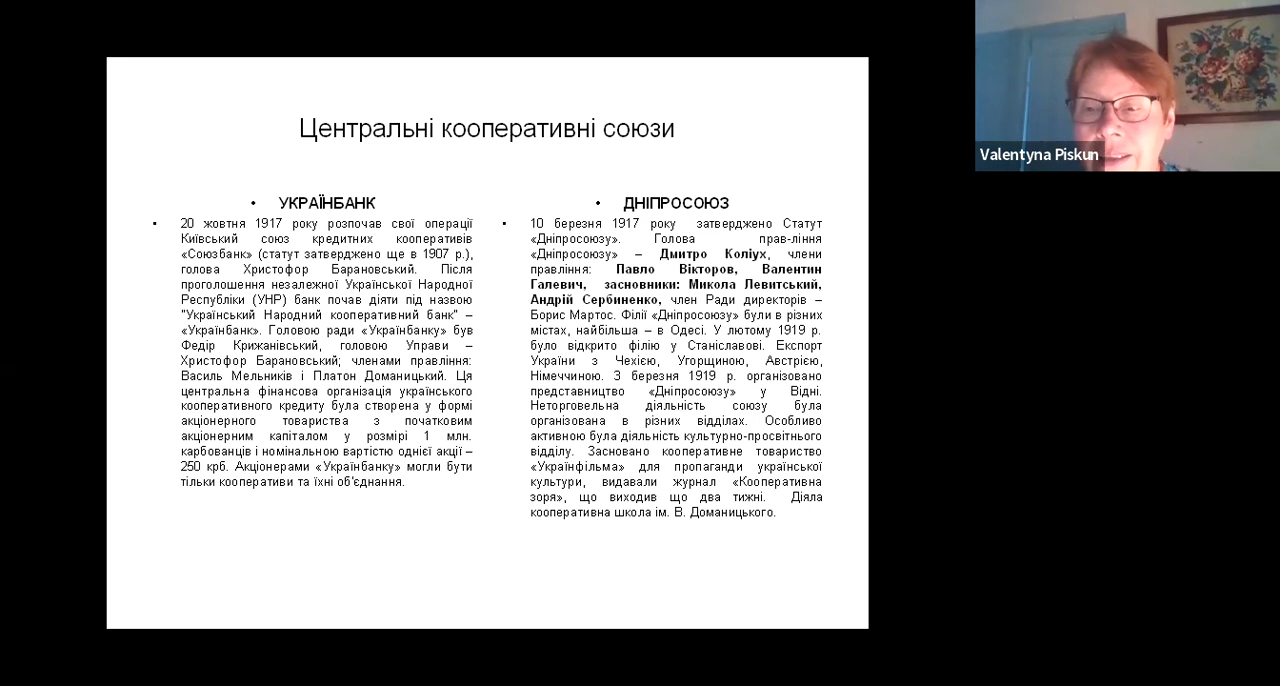 Центральні кооперативні союзи
• УКРАЇНБАНК
• 20 жовтня 1917 року розпочав свої операції
Київський союз кредитних кооперативів
«Союзбанк» (статут затверджено ще в 1907 р.),
голова Христофор Барановський. Після
проголошення незалежної Української Народної
Республіки (УНР) банк почав діяти під назвою
"Український Народний кооперативний банк" –
«Українбанк». Головою ради «Українбанку» був
Федір Крижанівський, головою Управи –
Христофор Барановський; членами правління:
Василь Мельників і Платон Доманицький. Ця
центральна фінансова організація українського
кооперативного кредиту була створена у формі
акціонерного товариства з початковим
акціонерним капіталом у розмірі 1 млн.
карбованців і номінальною вартістю однієї акції –
250 крб. Акціонерами «Українбанку» могли бути
тільки кооперативи та їхні об'єднання.
• ДНІПРОСОЮЗ
• 10 березня 1917 року затверджено Статут
«Дніпросоюзу». Голова прав-ління
«Дніпросоюзу» – Дмитро Коліух, члени
правління: Павло Вікторов, Валентин
Галевич, засновники: Микола Левитський,
Андрій Сербиненко, член Ради директорів –
Борис Мартос. Філії «Дніпросоюзу» були в різних
містах, найбільша – в Одесі. У лютому 1919 р.
було відкрито філію у Станіславові. Експорт
України з Чехією, Угорщиною, Австрією,
Німеччиною. З березня 1919 р. організовано
представництво «Дніпросоюзу» у Відні.
Неторговельна діяльність союзу була
організована в різних відділах. Особливо
активною була діяльність культурно-просвітнього
відділу. Засновано кооперативне товариство
«Українфільма» для пропаганди української
культури, видавали журнал «Кооперативна
зоря», що виходив що два тижні. Діяла
кооперативна школа ім. В. Доманицького.
Valentyna Piskun